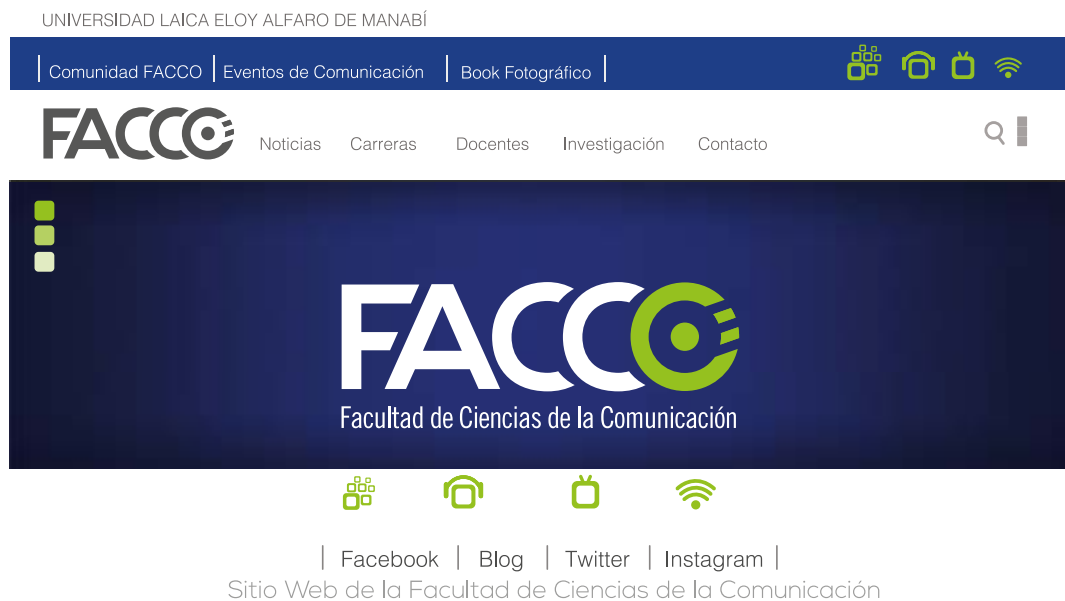 UNIVERSIDAD LAICA ELOY ALFARO DE MANABÍ
Comunidad FACCO | Eventos de Comunicación | Book Fotográfico |
FACCO Noticias Carreras Docentes Investigación Contacto
FACCO
Facultad de Ciencias de la Comunicación
| Facebook | Blog | Twitter | Instagram |
Sitio Web de la Facultad de Ciencias de la Comunicación